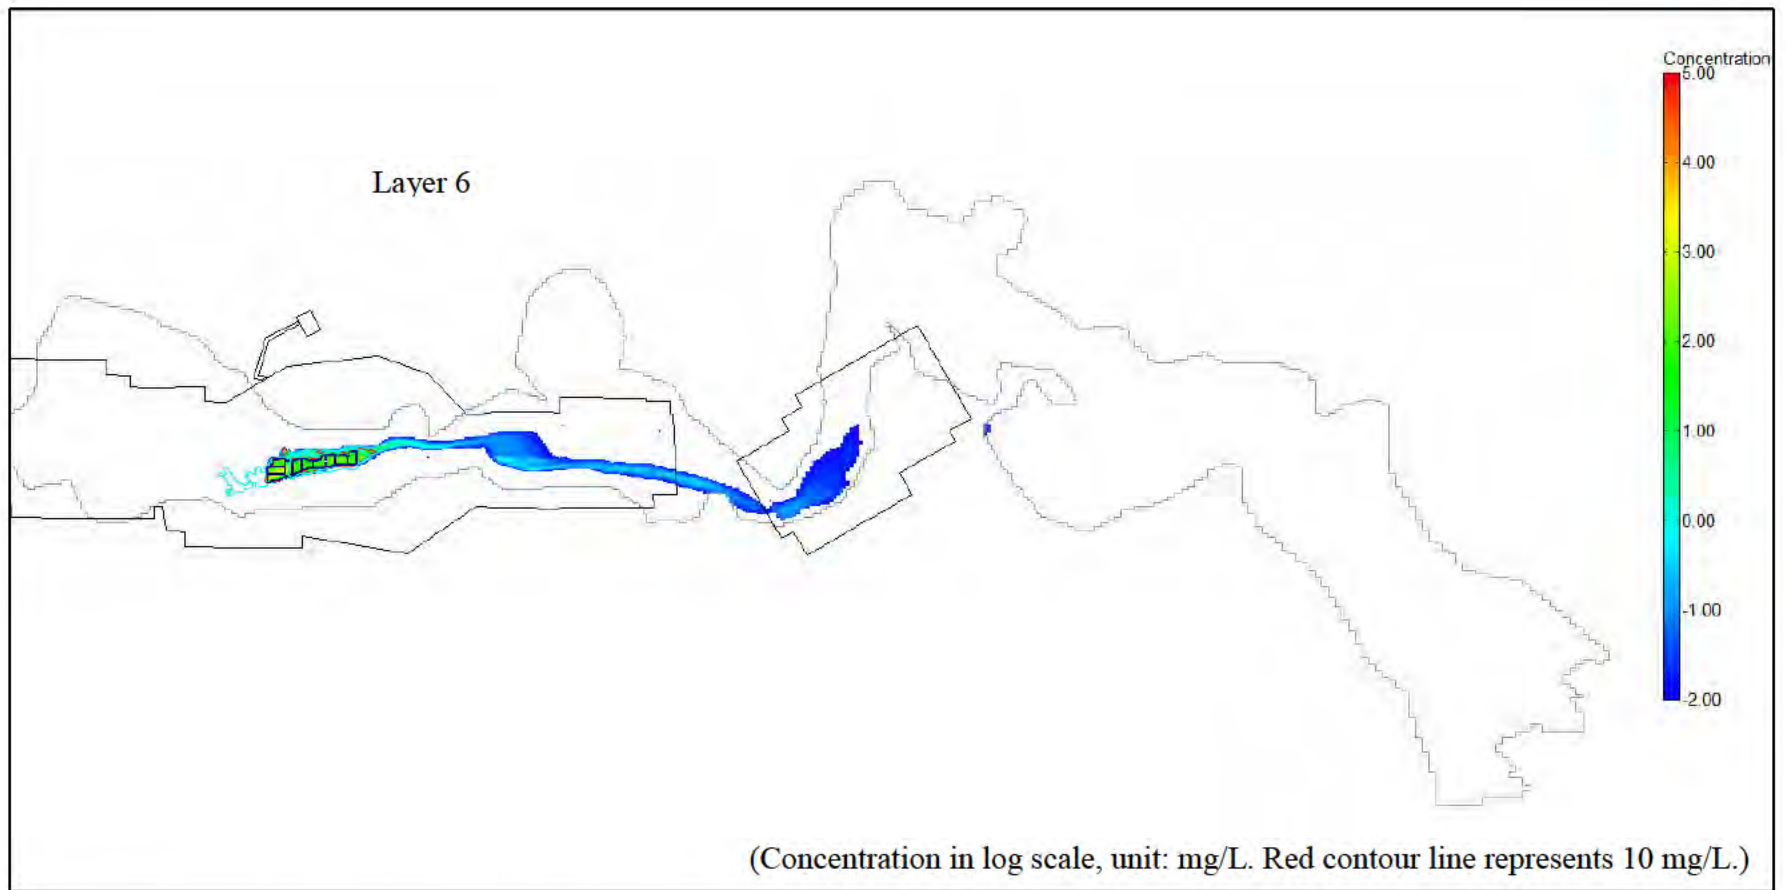 Concentration
5.00
Layer 6
4.00
3.00
2.00
1.00
0.00
-1.00
-2.00
(Concentration in log scale, unit: mg/L. Red contour line represents 10 mg/L.)